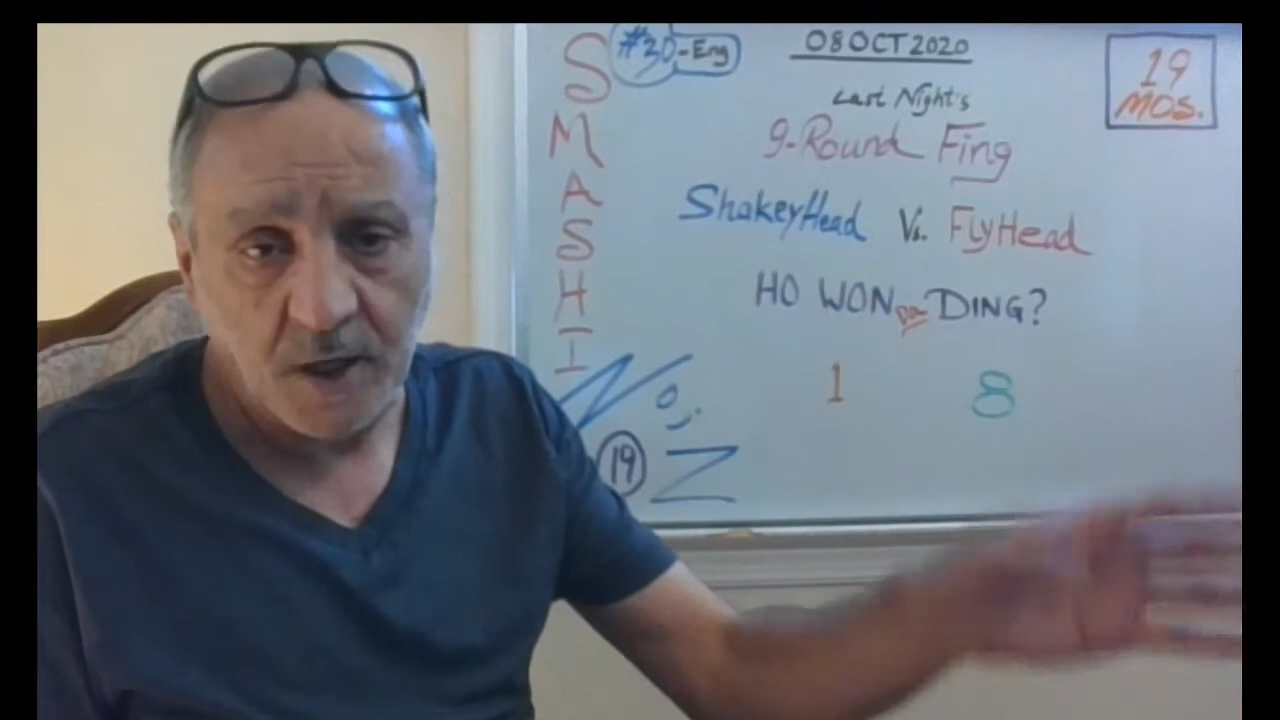 SMASHI
#30-Eng
08 OCT 2020
19
MOS.
Last Night's
9-Round Fing
ShakeyHead Vs. FlyHead
HO WON da DING?
1 8
19
Z